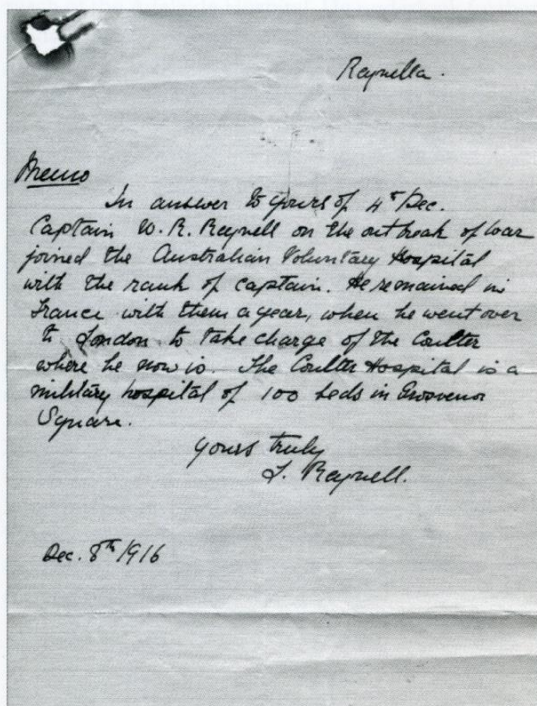 Reynella.
Memo
In answer to yours of 4th Dec.
Captain W. R. Reynell on the outbreak of war
joined the Australian Voluntary Hospital
with the rank of captain. He remained in
France with them a year, when he went over
to London to take charge of the Coulter
where he now is. The Coulter Hospital is a
military hospital of 100 beds in Grosvenor
Square.
Yours truly
Reynell.
Dec. 8th/1916